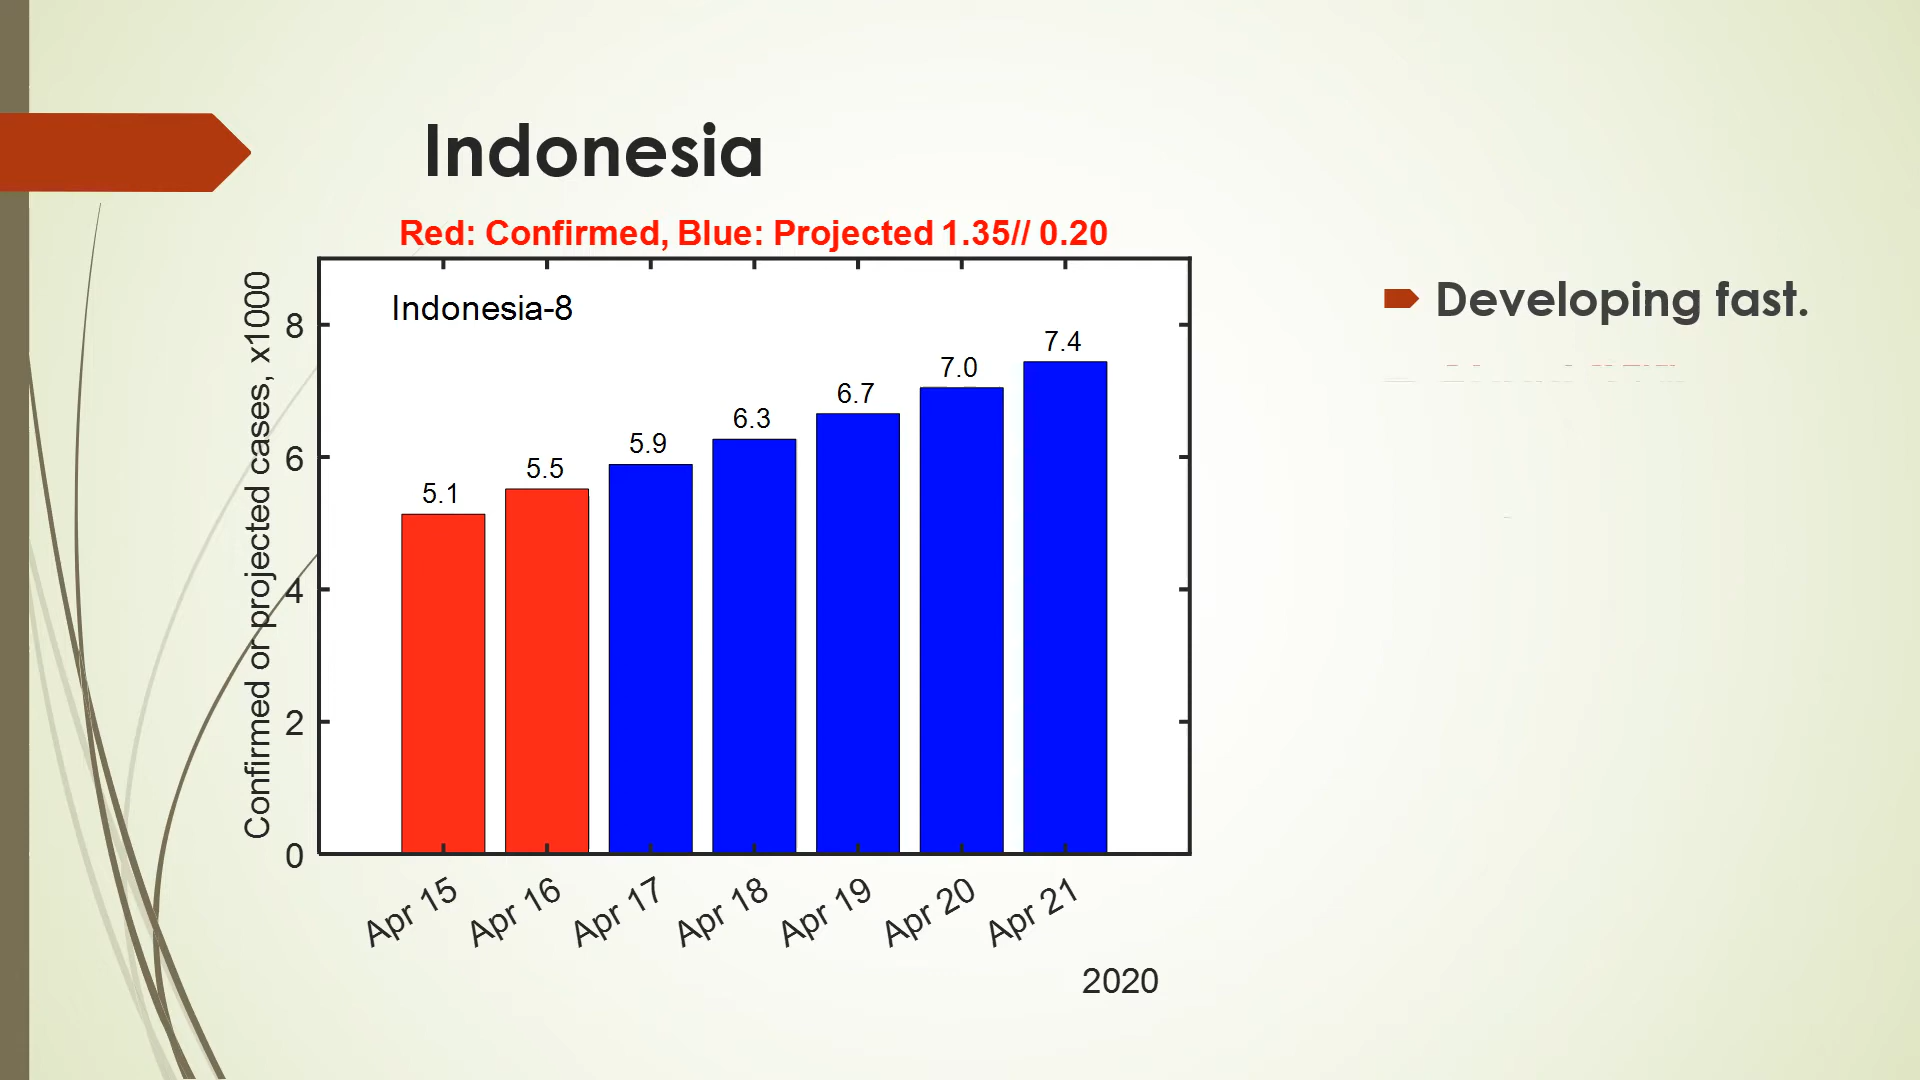 Indonesia
Red: Confirmed, Blue: Projected 1.35// 0.20
Confirmed or projected cases, x1000
Indonesia-8
8
6
4
2
0
5.1
5.5
5.9
6.3
6.7
7.0
7.4
Apr 15
Apr 16
Apr 17
Apr 18
Apr 19
Apr 20
Apr 21
2020
Developing fast.